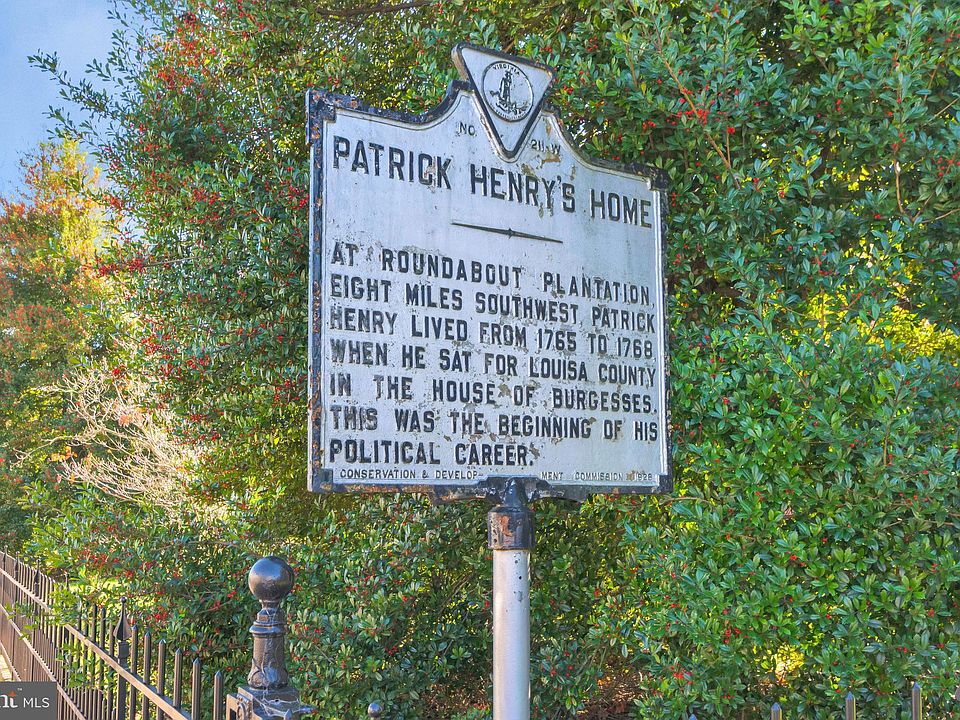 VIRGINIA
NO. 211-W
PATRICK HENRY'S HOME
AT ROUNDABOUT PLANTATION,
EIGHT MILES SOUTHWEST, PATRICK
HENRY LIVED FROM 1765 TO 1768
WHEN HE SAT FOR LOUISA COUNTY
IN THE HOUSE OF BURGESSES.
THIS WAS THE BEGINNING OF HIS
POLITICAL CAREER.
CONSERVATION & DEVELOP- MENT COMMISSION 1928
MLS